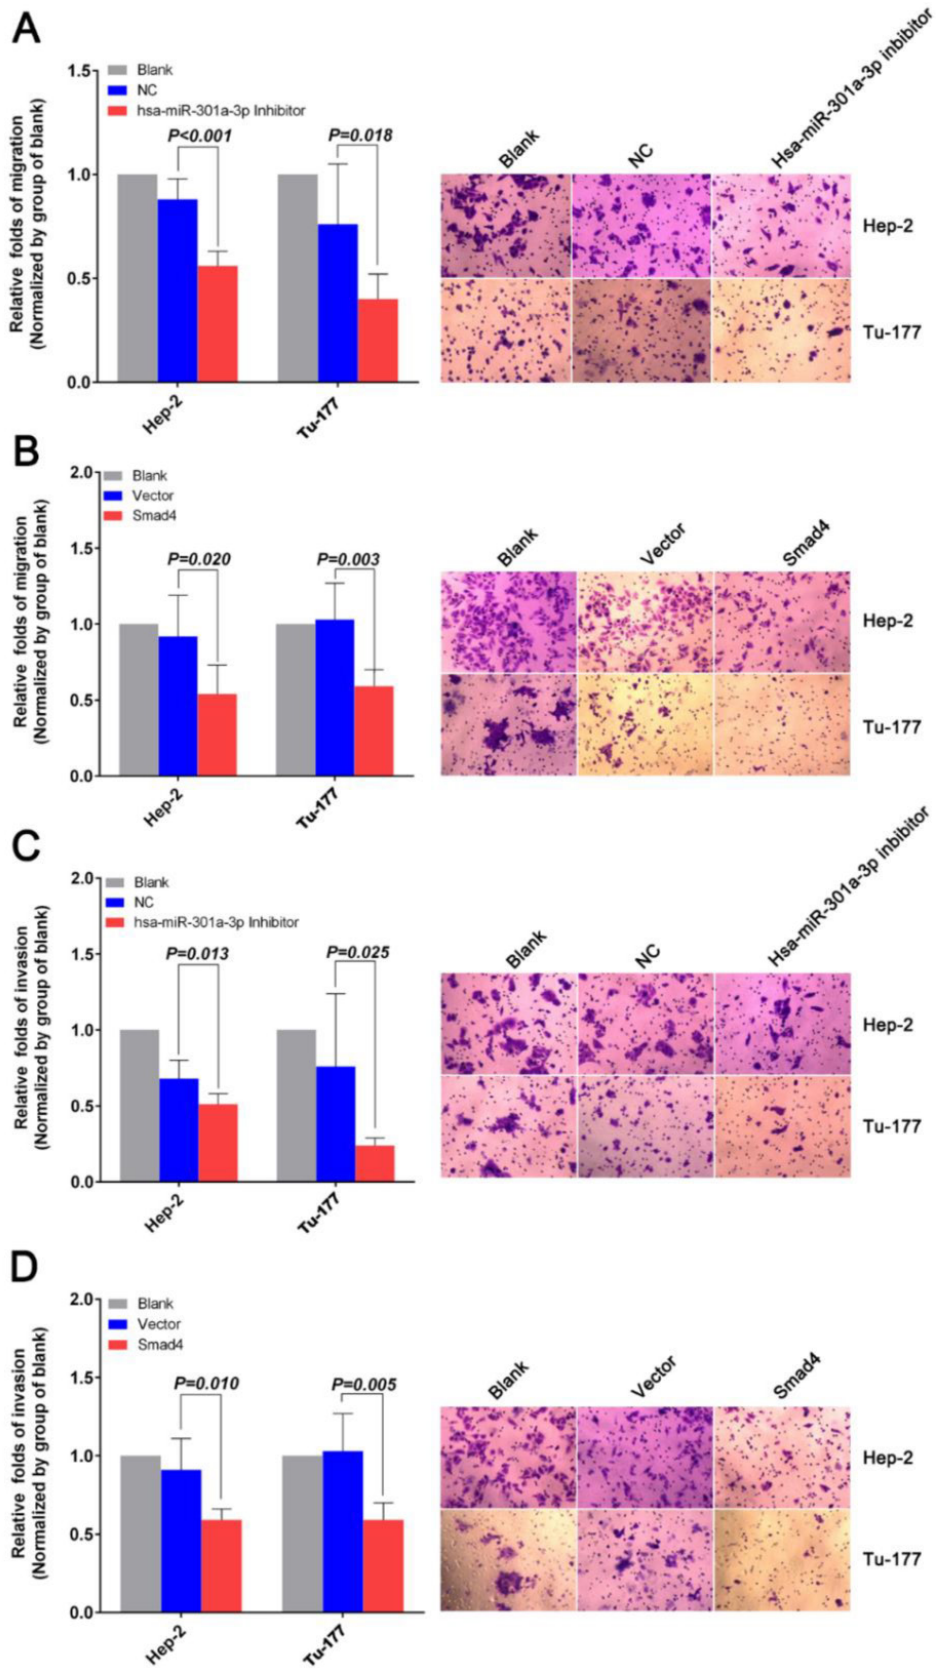 A
Relative folds of migration
(Normalized by group of blank)
1.5
1.0
0.5
0.0
Blank
NC
hsa-miR-301a-3p Inhibitor
P<0.001
P=0.018
Hep-2
Tu-177
Blank
NC
Hsa-miR-301a-3p inbibitor
Hep-2
Tu-177
B
Relative folds of migration
(Normalized by group of blank)
2.0
1.5
1.0
0.5
0.0
Blank
Vector
Smad4
P=0.020
P=0.003
Hep-2
Tu-177
Blank
Vector
Smad4
Hep-2
Tu-177
C
Relative folds of invasion
(Normalized by group of blank)
2.0
1.5
1.0
0.5
0.0
Blank
NC
hsa-miR-301a-3p Inhibitor
P=0.013
P=0.025
Hep-2
Tu-177
Blank
NC
Hsa-miR-301a-3p inbibitor
Hep-2
Tu-177
D
Relative folds of invasion
(Normalized by group of blank)
2.0
1.5
1.0
0.5
0.0
Blank
Vector
Smad4
P=0.010
P=0.005
Hep-2
Tu-177
Blank
Vector
Smad4
Hep-2
Tu-177